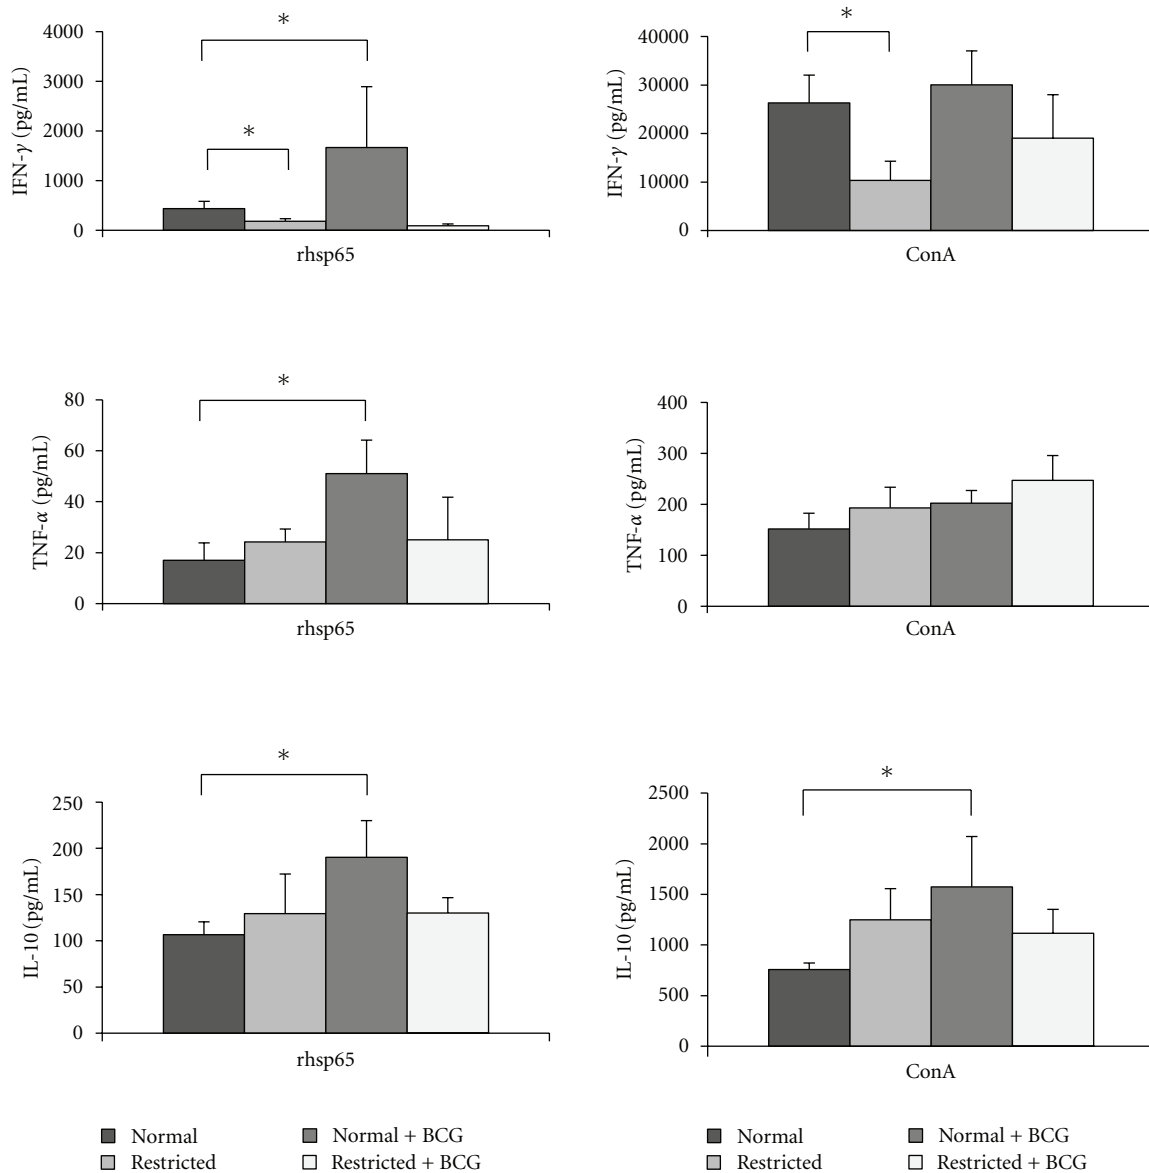 *
*
IFN-γ (pg/mL)
4000
3000
2000
1000
0
rhsp65
*
IFN-γ (pg/mL)
40000
30000
20000
10000
0
ConA
*
TNF-α (pg/mL)
80
60
40
20
0
rhsp65
TNF-α (pg/mL)
400
300
200
100
0
ConA
*
IL-10 (pg/mL)
250
200
150
100
50
0
rhsp65
*
IL-10 (pg/mL)
2500
2000
1500
1000
500
0
ConA
Normal
Normal + BCG
Restricted
Restricted + BCG
Normal
Normal + BCG
Restricted
Restricted + BCG